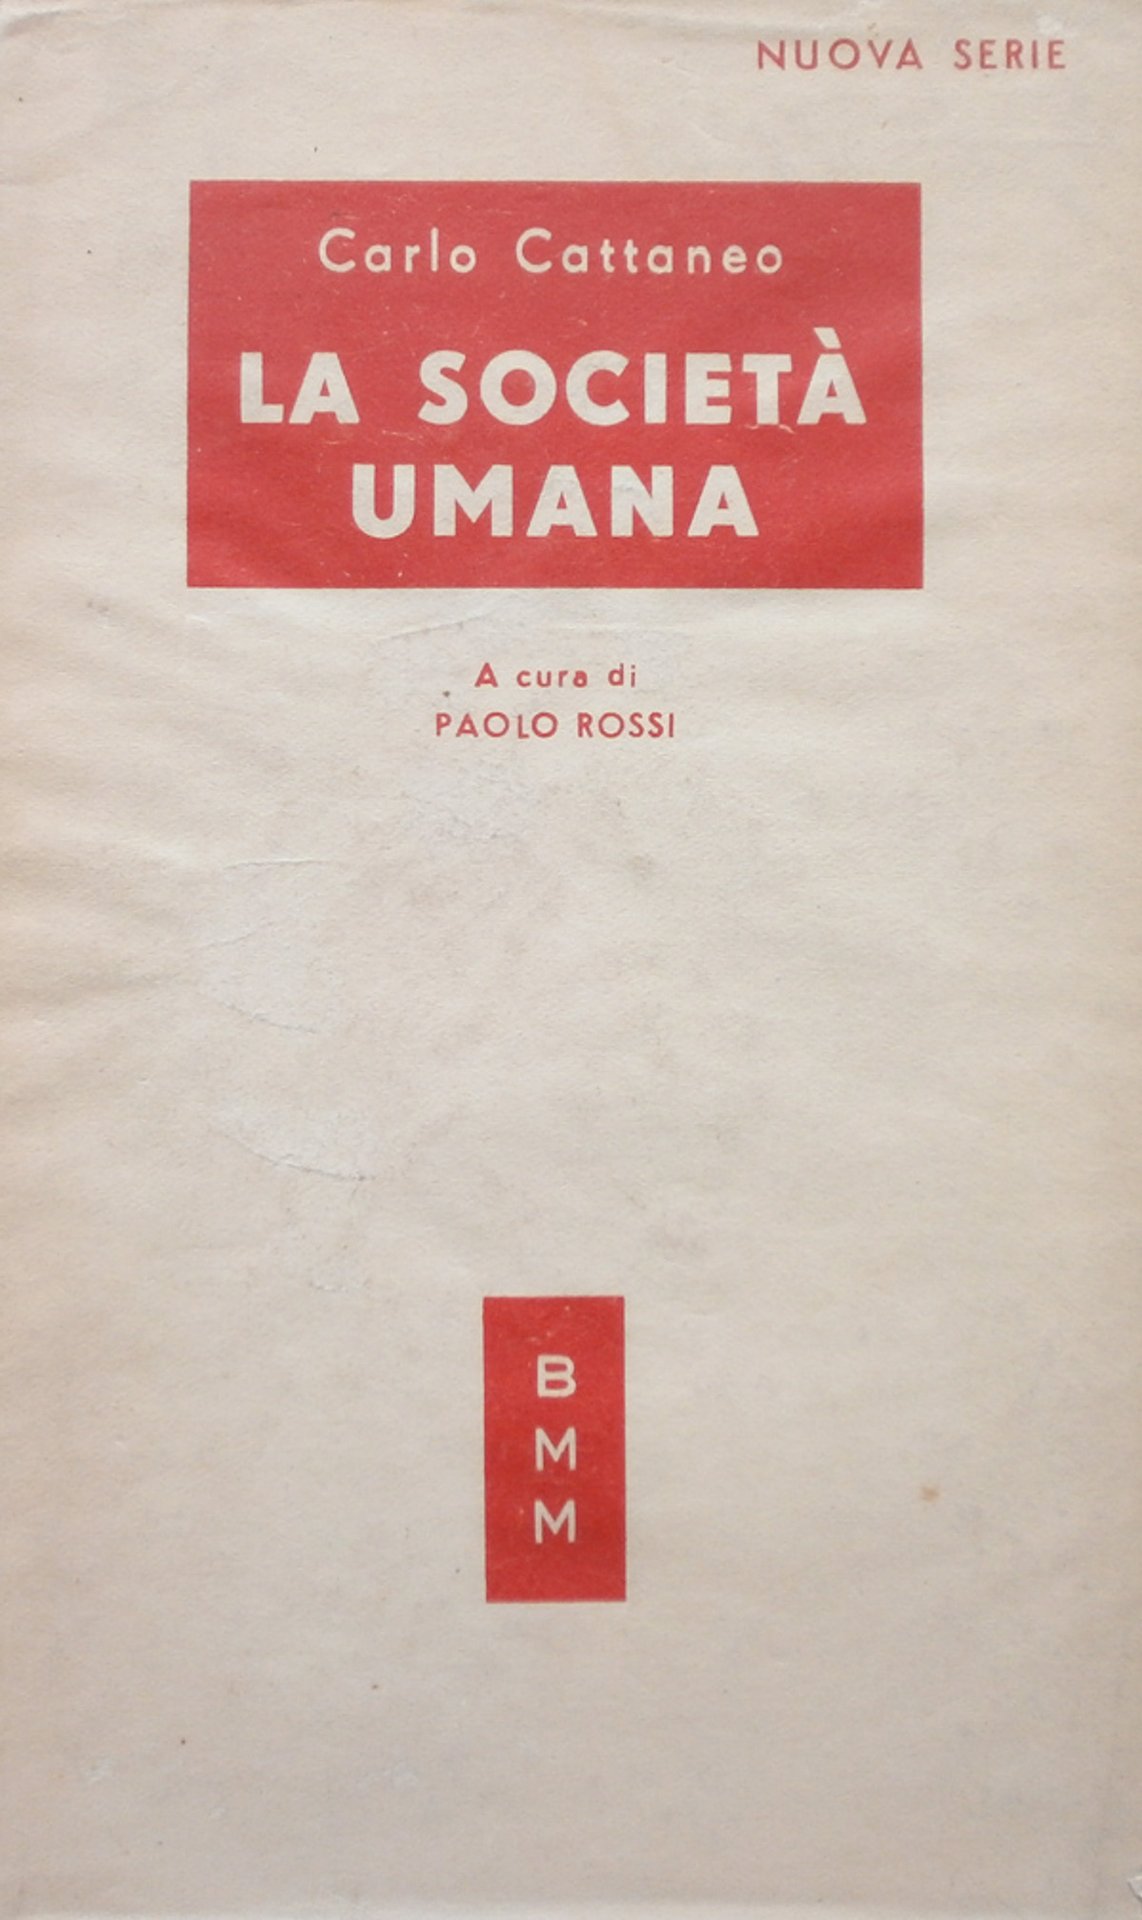 NUOVA SERIE
Carlo Cattaneo
LA SOCIETÀ
UMANA
A cura di
PAOLO ROSSI
B
M
M